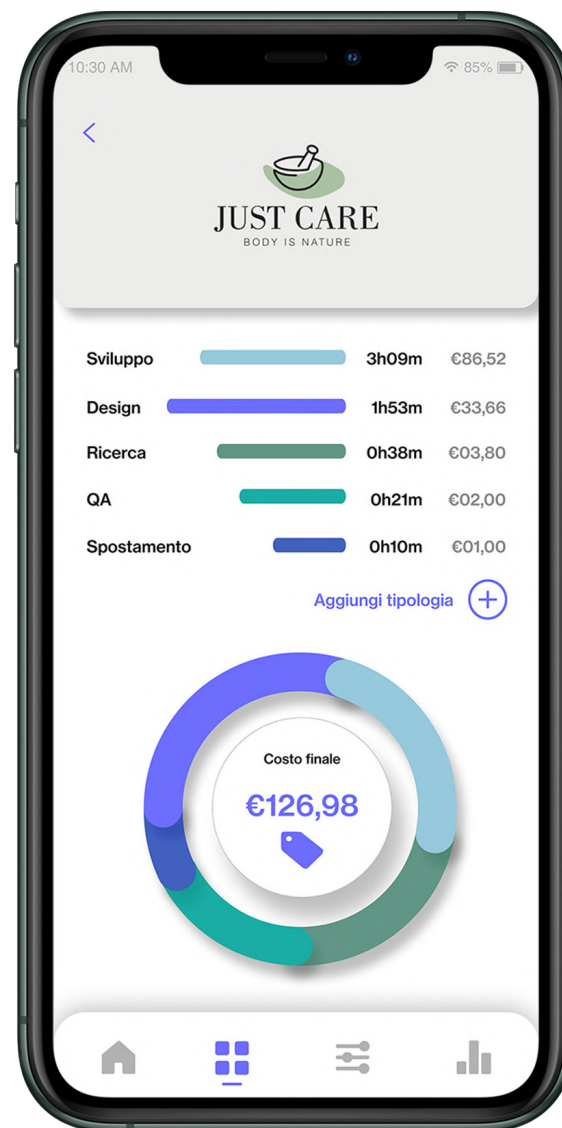 10:30 AM 85%
JUST CARE
BODY IS NATURE
Sviluppo 3h09m €86,52
Design 1h53m €33,66
Ricerca 0h38m €03,80
QA 0h21m €02,00
Spostamento 0h10m €01,00
Aggiungi tipologia
Costo finale
€126,98